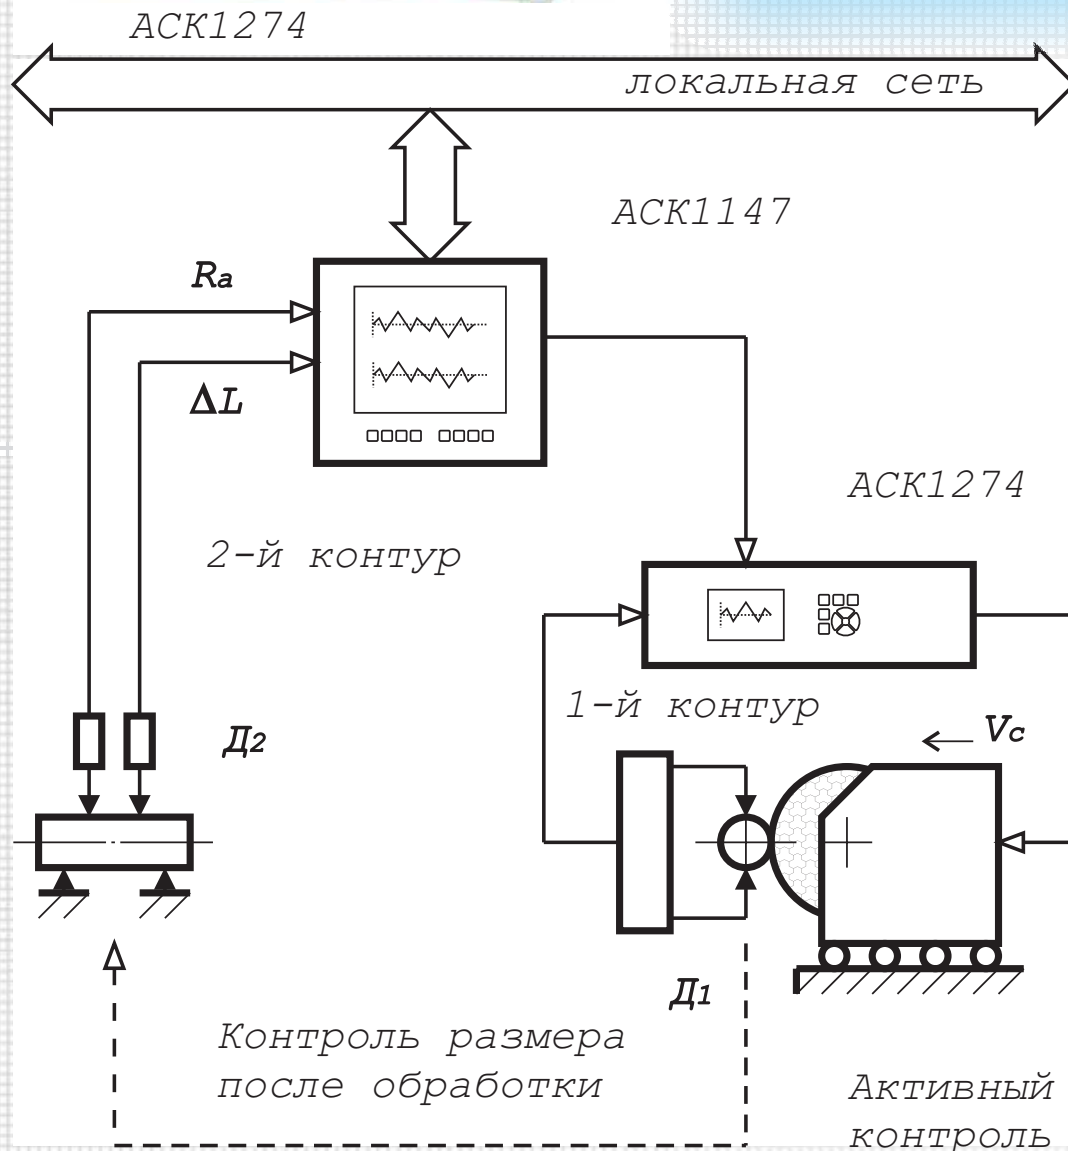 АСК1274
локальная сеть
АСК1147
Ra
ΔL
АСК1274
2-й контур
1-й контур
Д2
Vc
Д1
Контроль размера
после обработки
Активный
контроль